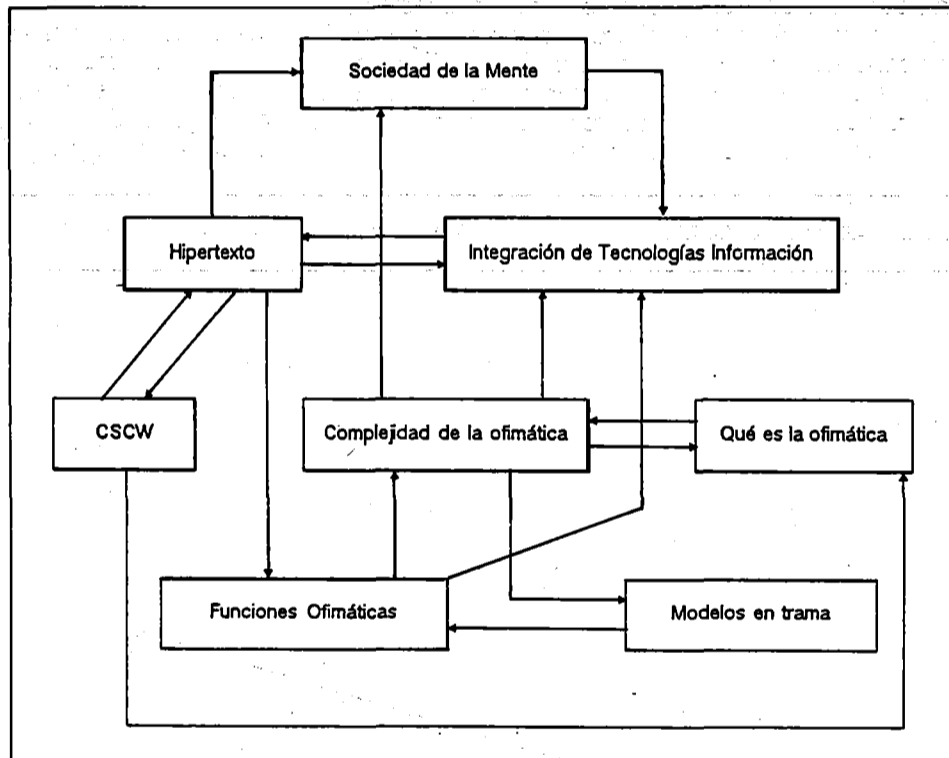 Sociedad de la Mente
Hipertexto
Integración de Tecnologías Información
CSCW
Complejidad de la ofimática
Qué es la ofimática
Funciones Ofimáticas
Modelos en trama